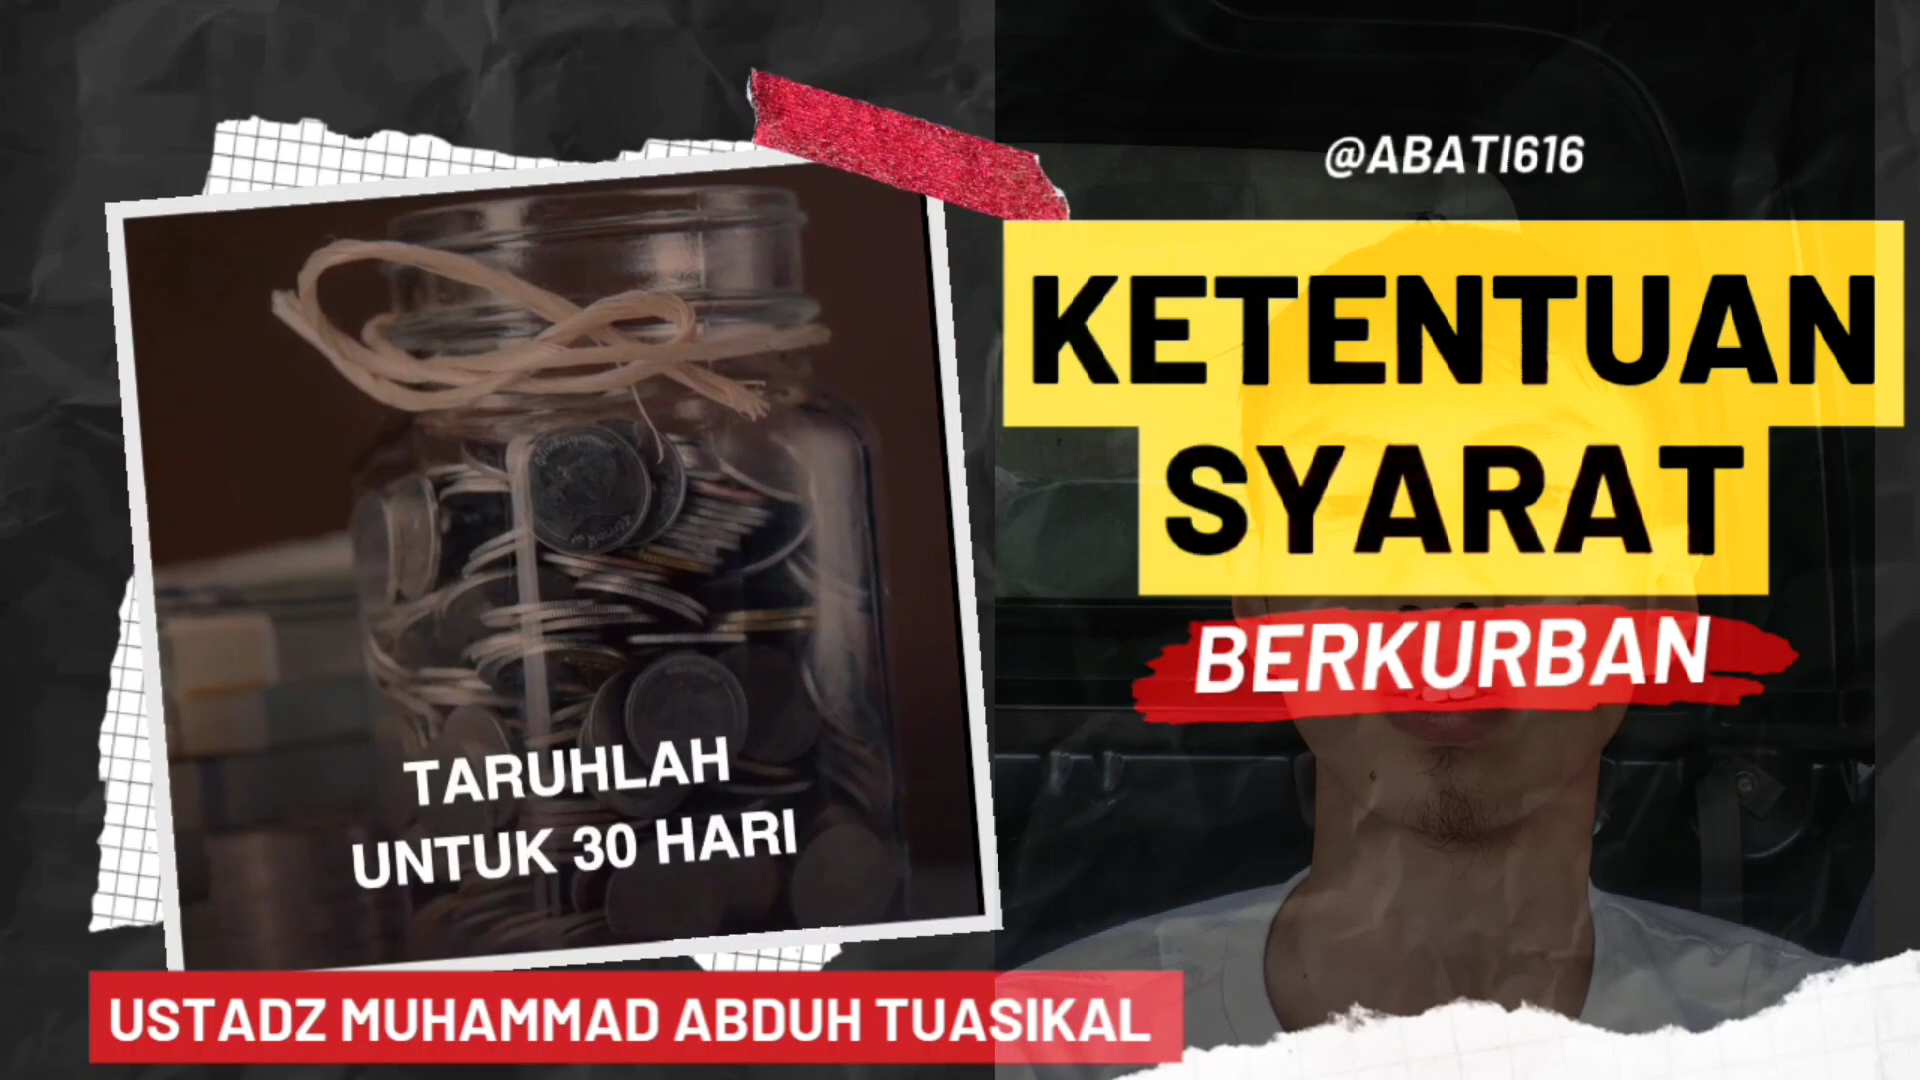 @ABATI616
KETENTUAN
SYARAT
BERKURBAN
TARUHLAH
UNTUK 30 HARI
USTADZ MUHAMMAD ABDUH TUASIKAL